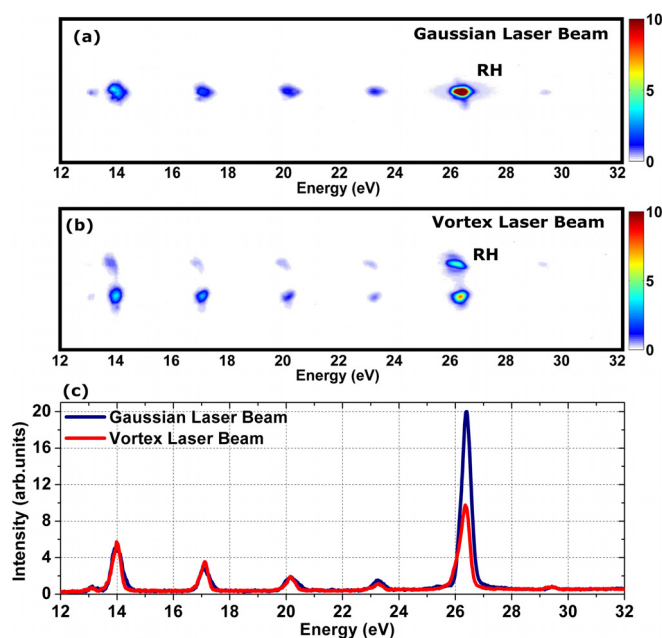 (a) Gaussian Laser Beam
RH
10
5
0
12 14 16 18 20 22 24 26 28 30 32
Energy (eV)
(b) Vortex Laser Beam
RH
10
5
0
12 14 16 18 20 22 24 26 28 30 32
Energy (eV)
(c)
Intensity (arb.units)
20
16
12
8
4
0
Gaussian Laser Beam
Vortex Laser Beam
12 14 16 18 20 22 24 26 28 30 32
Energy (eV)